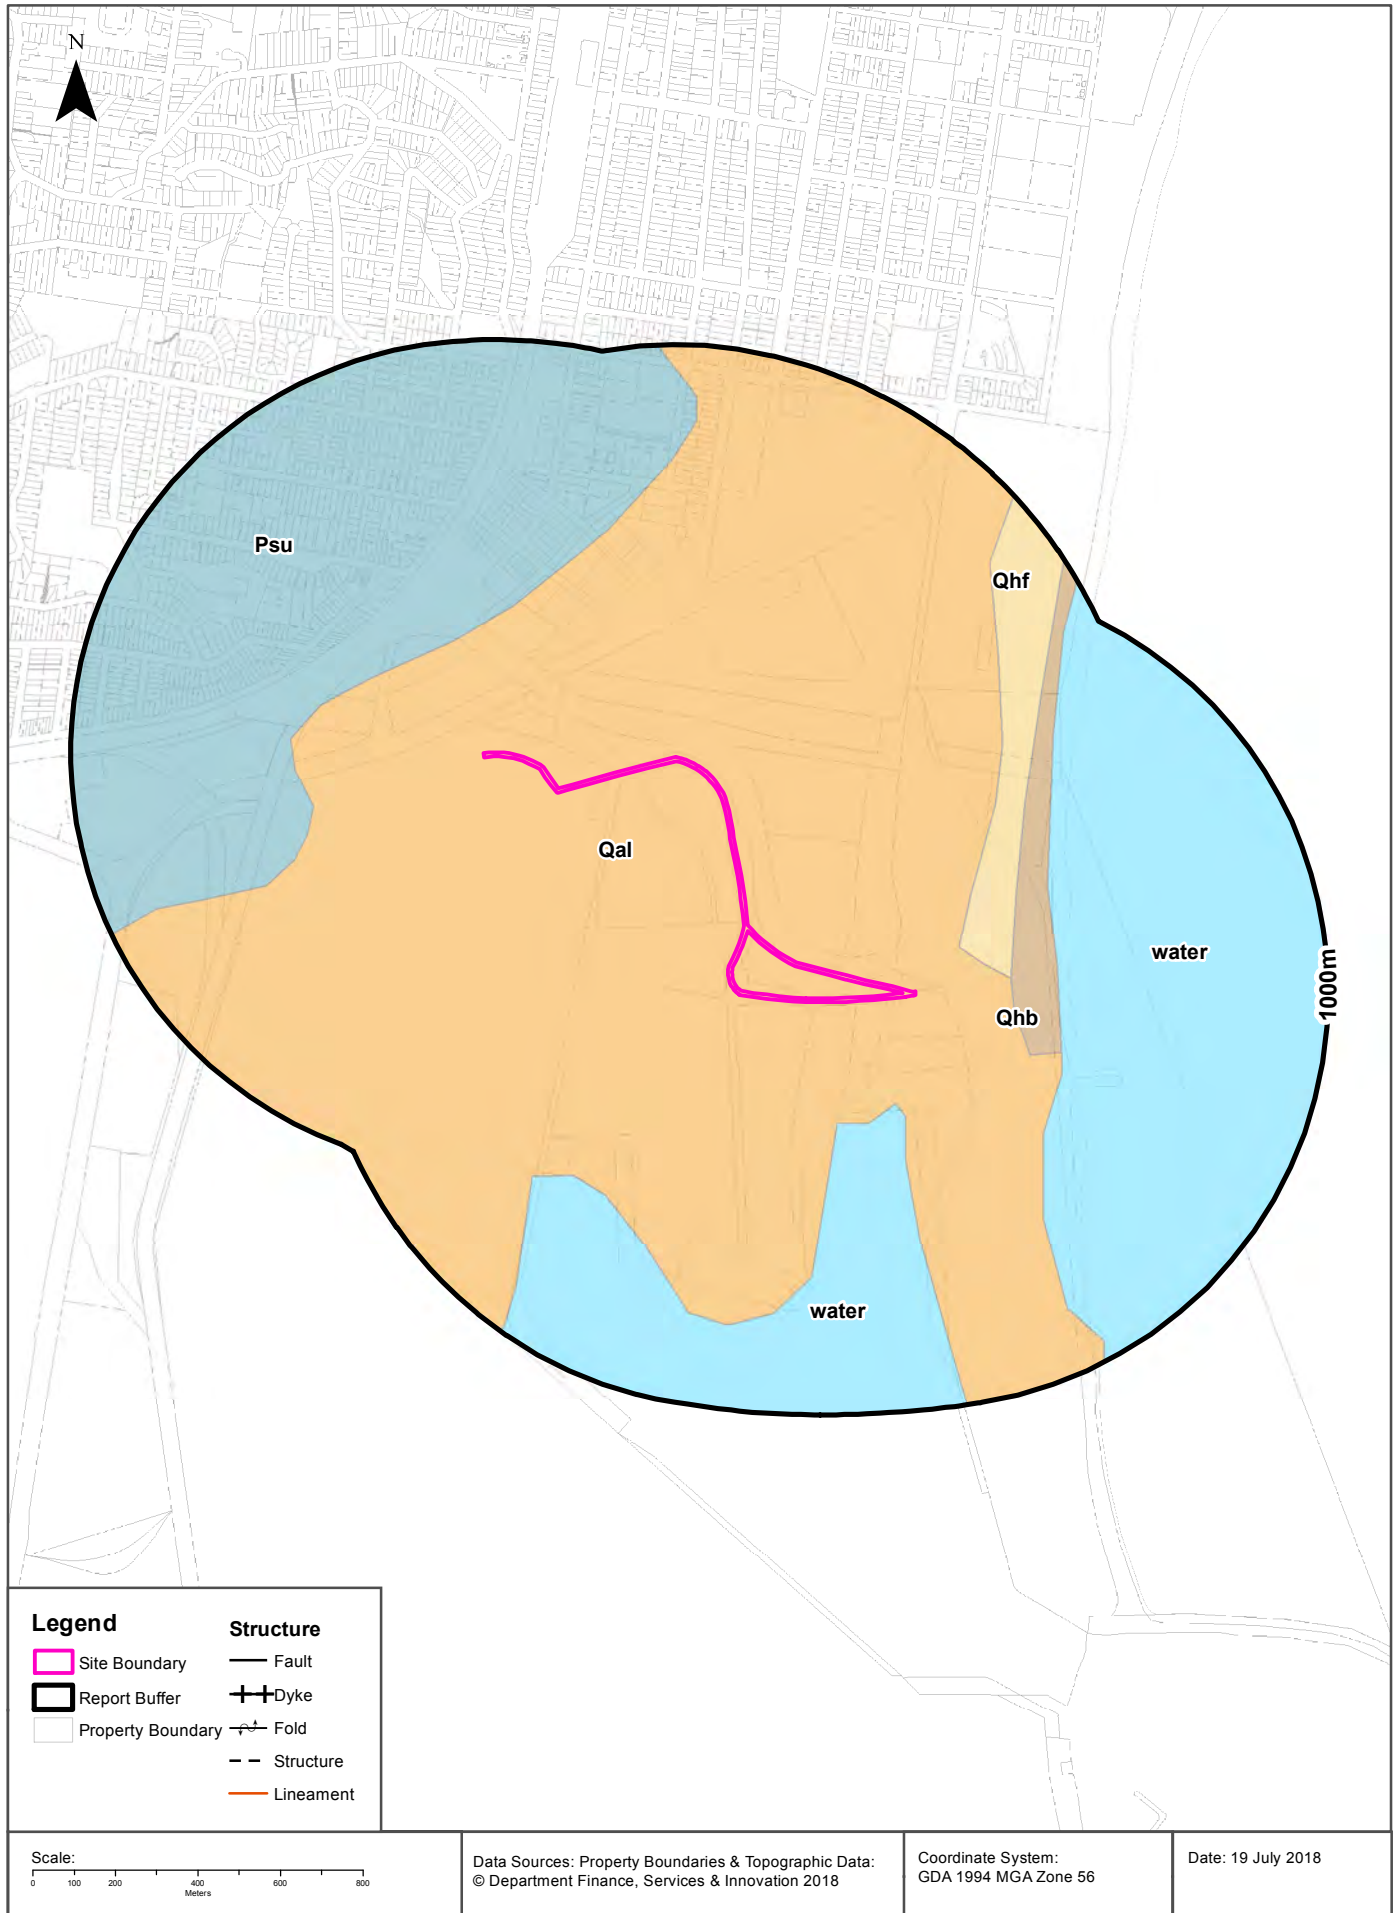 N
Psu
Qhf
Qal
water
1000m
Qhb
water
Legend
Site Boundary
Report Buffer
Property Boundary
Structure
Fault
Dyke
Fold
Structure
Lineament
Scale:
0 100 200 400 600 800
Meters
Data Sources: Property Boundaries & Topographic Data:
© Department Finance, Services & Innovation 2018
Coordinate System:
GDA 1994 MGA Zone 56
Date: 19 July 2018